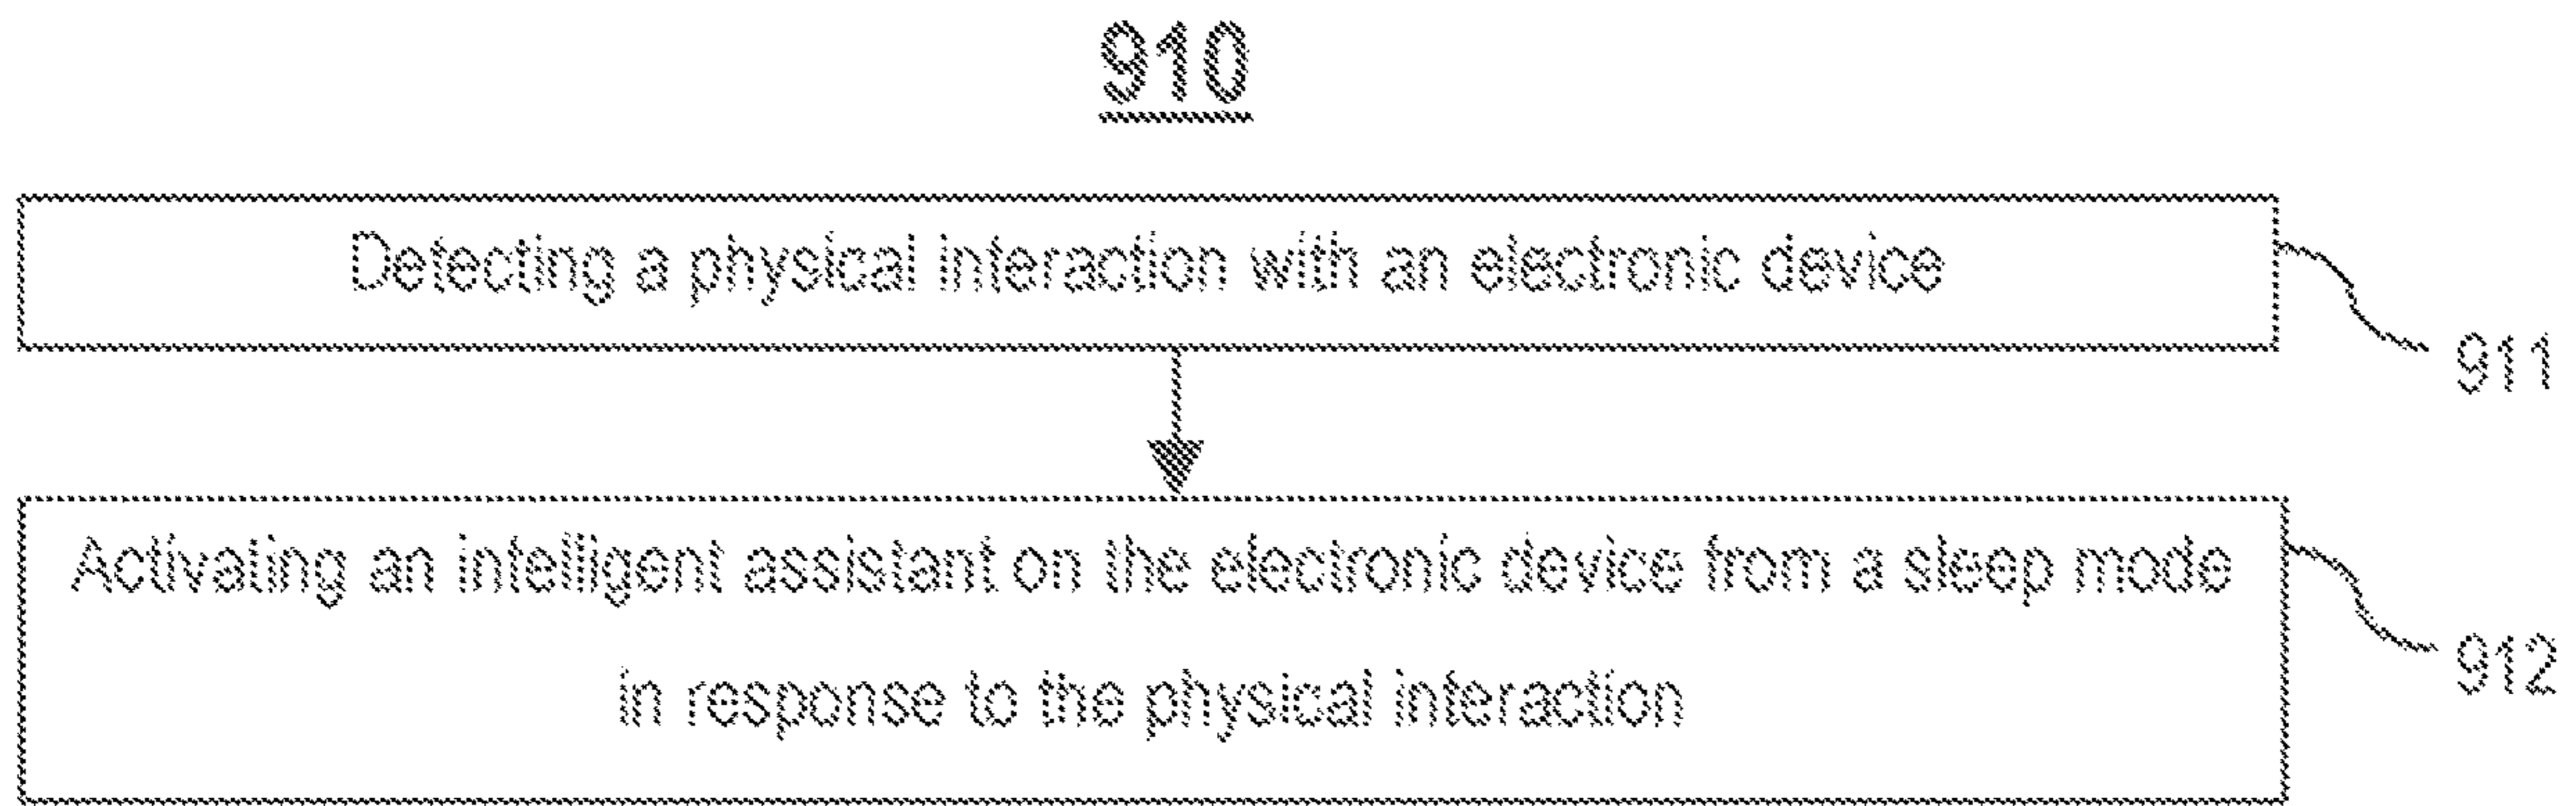 910
Detecting a physical interaction with an electronic device
911
Activating an intelligent assistant on the electronic device from a sleep mode
in response to the physical interaction
912